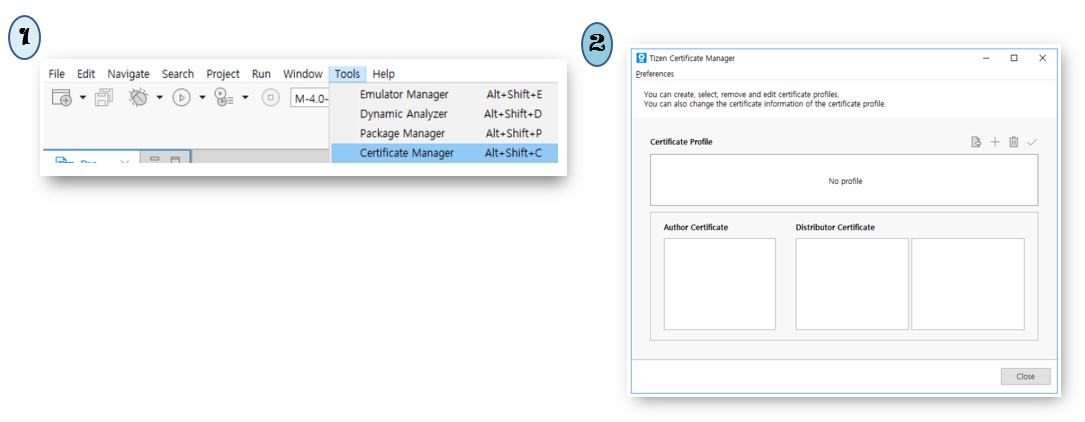 1
File Edit Navigate Search Project Run Window Tools Help
M-4.0-
Emulator Manager Alt+Shift+E
Dynamic Analyzer Alt+Shift+D
Package Manager Alt+Shift+P
Certificate Manager Alt+Shift+C
2
Tizen Certificate Manager
Preferences
You can create, select, remove and edit certificate profiles.
You can also change the certificate information of the certificate profile.
Certificate Profile
No profile
Author Certificate
Distributor Certificate
Close